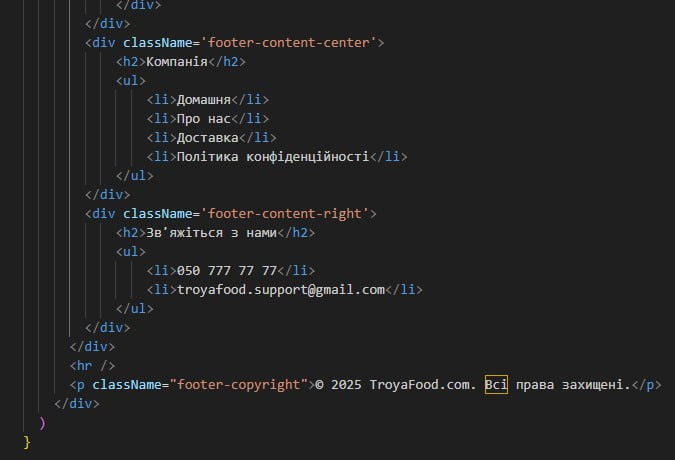 </div>
</div>
<div className='footer-content-center'>
<h2>Компанія</h2>
<ul>
<li>Домашня</li>
<li>Про нас</li>
<li>Доставка</li>
<li>Політика конфіденційності</li>
</ul>
</div>
<div className='footer-content-right'>
<h2>Зв'яжіться з нами</h2>
<ul>
<li>050 777 77 77</li>
<li>troyafood.support@gmail.com</li>
</ul>
</div>
</div>
<hr />
<p className="footer-copyright">© 2025 TroyaFood.com. Всі права захищені.</p>
</div>
)
}